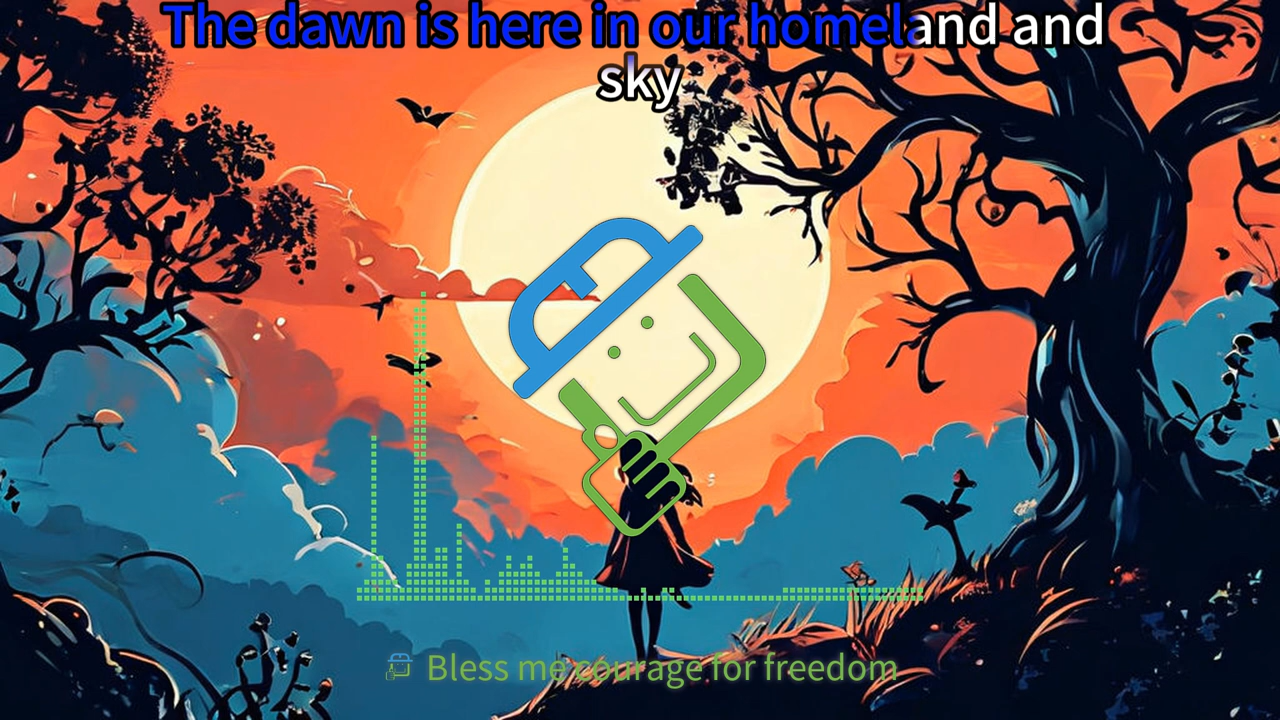 The dawn is here in our homeland and
sky
Bless me courage for freedom